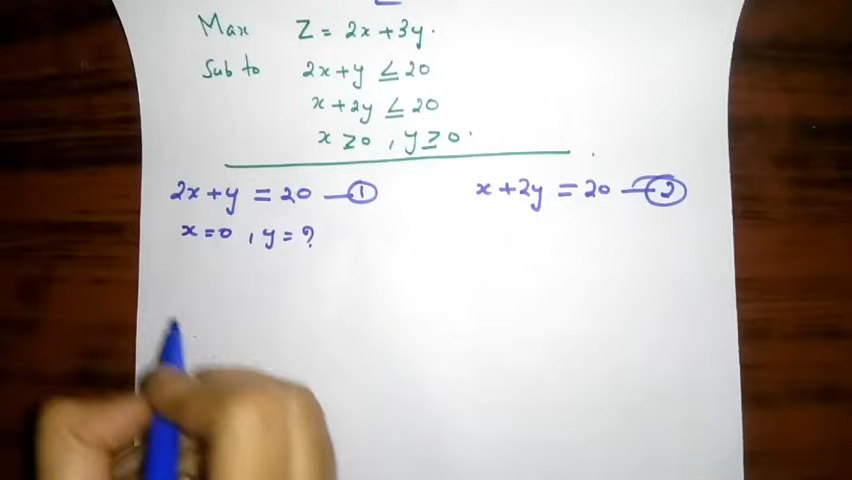 Max Z = 2x + 3y.
Sub to 2x + y ≤ 20
x + 2y ≤ 20
x ≥ 0 , y ≥ 0.
2x + y = 20 — ①
x + 2y = 20 — ②
x = 0 , y = ?